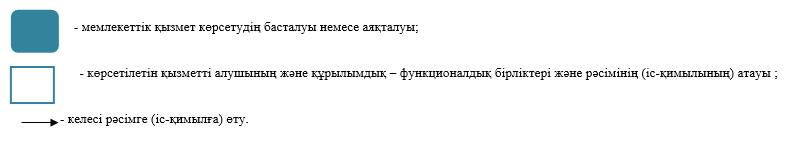 - мемлекеттік қызмет көрсетудің басталуы немесе аяқталуы;
- көрсетілетін қызметті алушының және құрылымдық – функционалдық бірліктері және рәсімінің (іс-қимылының) атауы ;
- келесі рәсімге (іс-қимылға) өту.